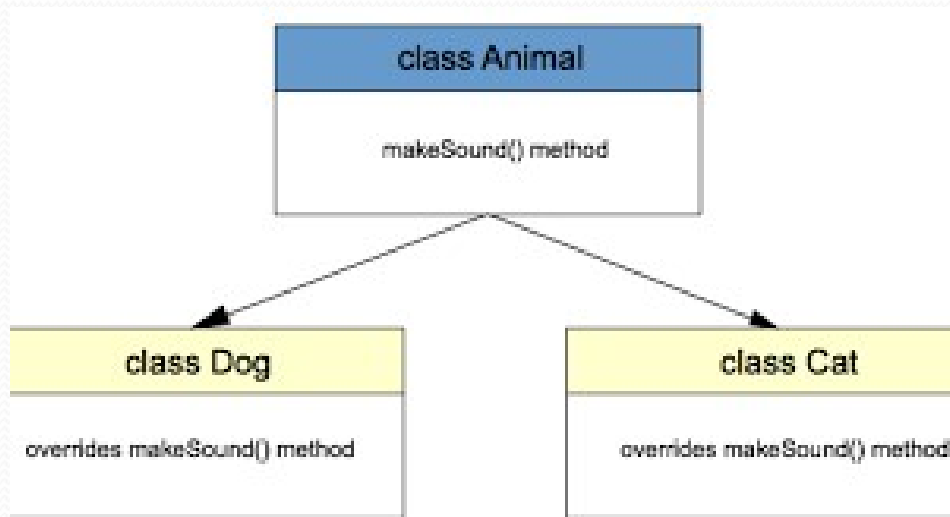 class Animal
makeSound() method
class Dog
overrides makeSound() method
class Cat
overrides makeSound() method